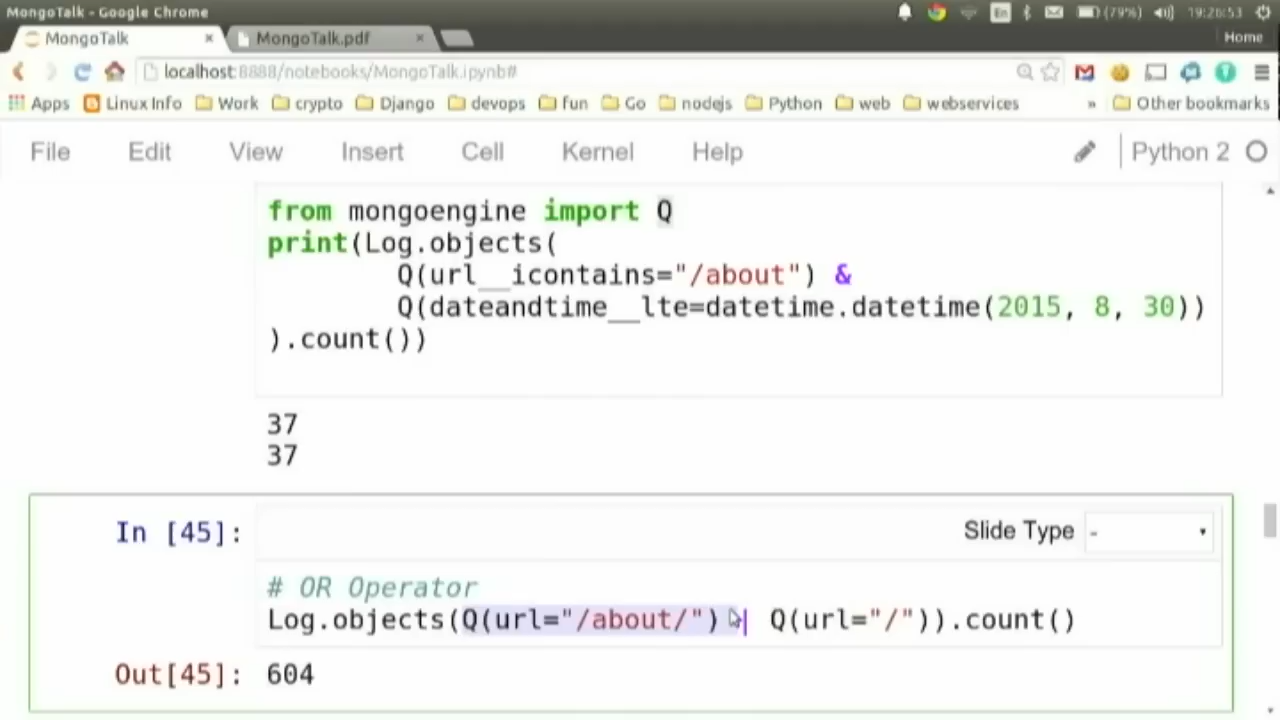 MongoTalk - Google Chrome
En
(79%)
19:26:53
MongoTalk
×
MongoTalk.pdf
×
Home
localhost:8888/notebooks/MongoTalk.ipynb#
Apps
Linux Info
Work
crypto
Django
devops
fun
Go
nodejs
Python
web
webservices
»
Other bookmarks
File
Edit
View
Insert
Cell
Kernel
Help
Python 2
from mongoengine import Q
print(Log.objects(
Q(url__icontains="/about") &
Q(dateandtime__lte=datetime.datetime(2015, 8, 30))
).count())
37
37
In [45]:
Slide Type
-
# OR Operator
Log.objects(Q(url="/about/") | Q(url="/")).count()
Out[45]: 604